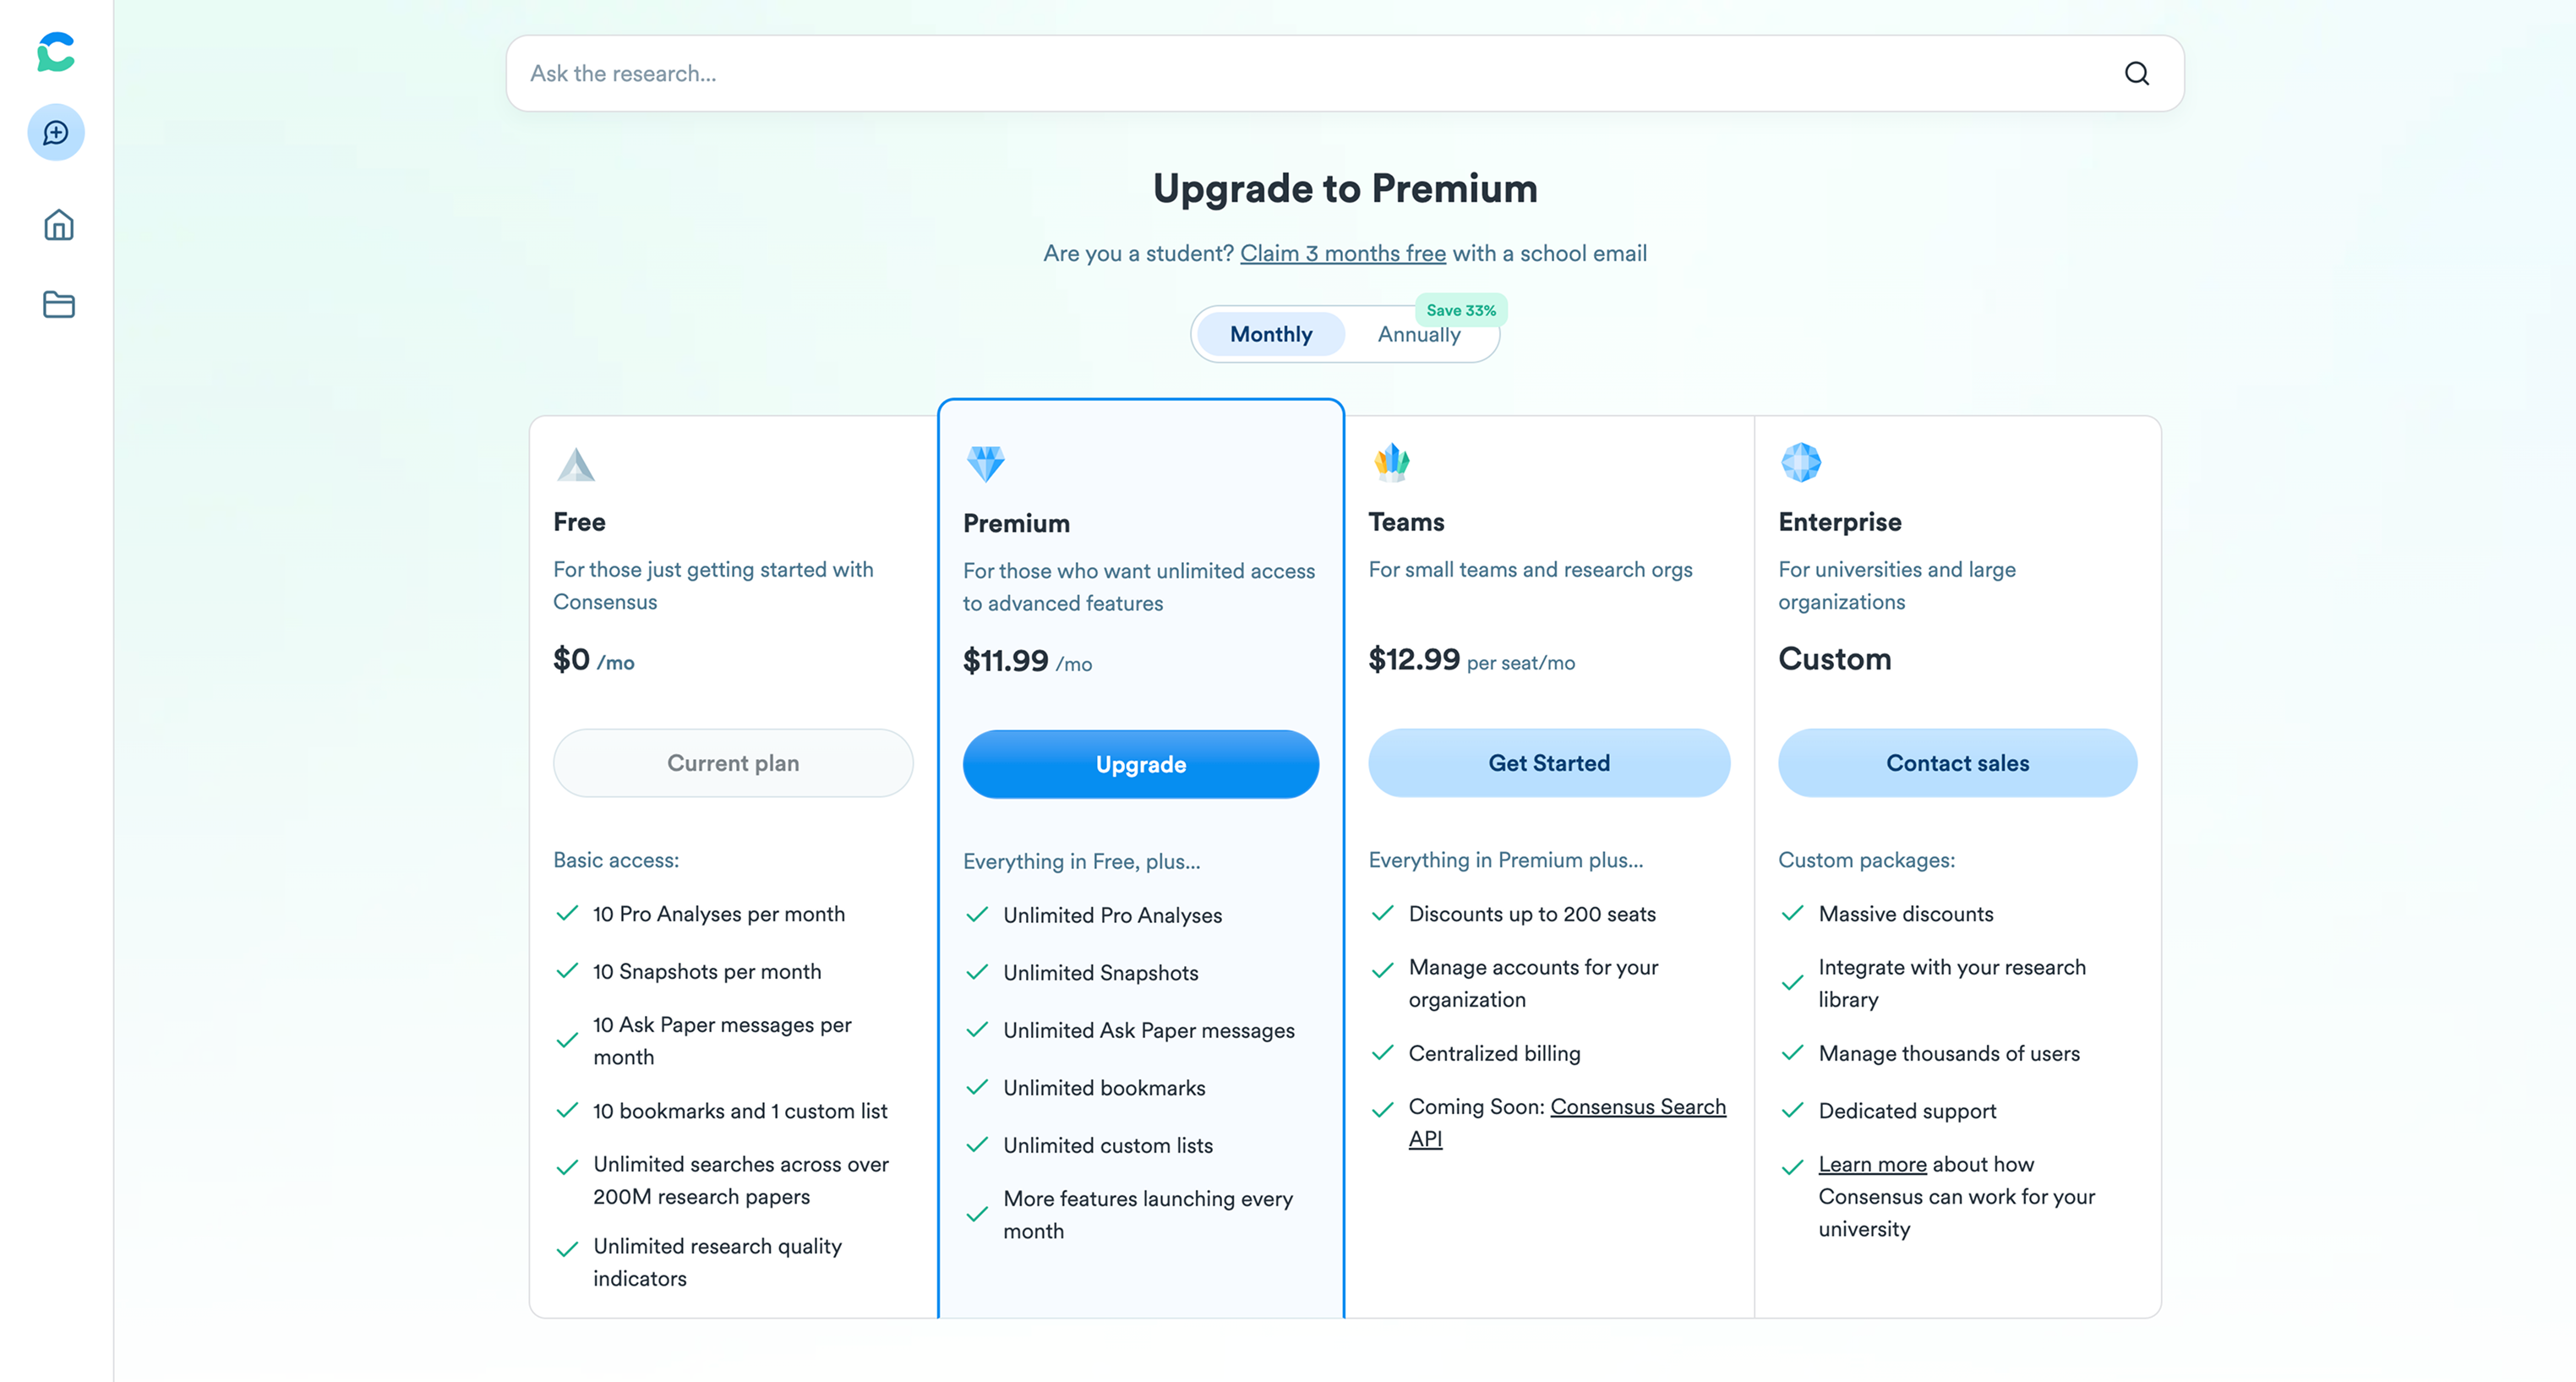 Ask the research...
Upgrade to Premium
Are you a student? Claim 3 months free with a school email
Save 33%
Monthly
Annually
Free
For those just getting started with
Consensus
$0 /mo
Current plan
Basic access:
10 Pro Analyses per month
10 Snapshots per month
10 Ask Paper messages per
month
10 bookmarks and 1 custom list
Unlimited searches across over
200M research papers
Unlimited research quality
indicators
Premium
For those who want unlimited access
to advanced features
$11.99 /mo
Upgrade
Everything in Free, plus...
Unlimited Pro Analyses
Unlimited Snapshots
Unlimited Ask Paper messages
Unlimited bookmarks
Unlimited custom lists
More features launching every
month
Teams
For small teams and research orgs
$12.99 per seat/mo
Get Started
Everything in Premium plus...
Discounts up to 200 seats
Manage accounts for your
organization
Centralized billing
Coming Soon: Consensus Search
API
Enterprise
For universities and large
organizations
Custom
Contact sales
Custom packages:
Massive discounts
Integrate with your research
library
Manage thousands of users
Dedicated support
Learn more about how
Consensus can work for your
university